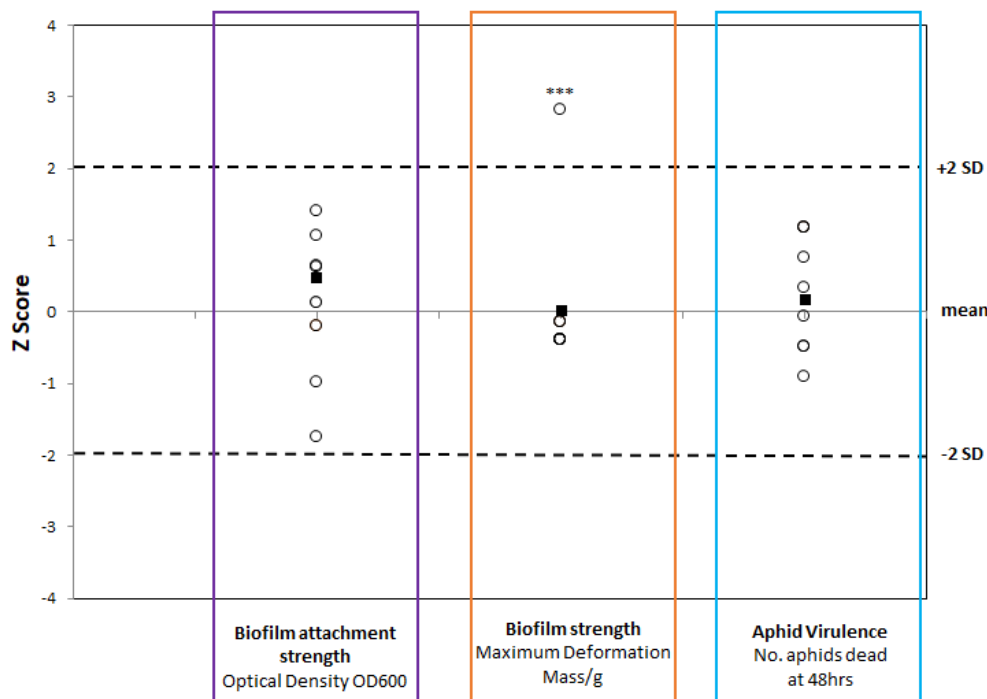 4
3
***
2
+2 SD
1
Z Score
0
mean
-1
-2
-2 SD
-3
-4
Biofilm attachment
strength
Optical Density OD600
Biofilm strength
Maximum Deformation
Mass/g
Aphid Virulence
No. aphids dead
at 48hrs